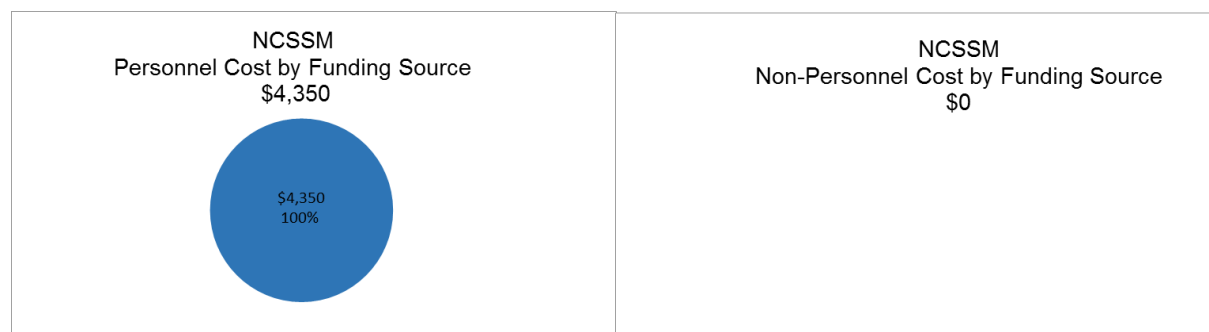 NCSSM
Personnel Cost by Funding Source
$4,350
$4,350
100%
NCSSM
Non-Personnel Cost by Funding Source
$0